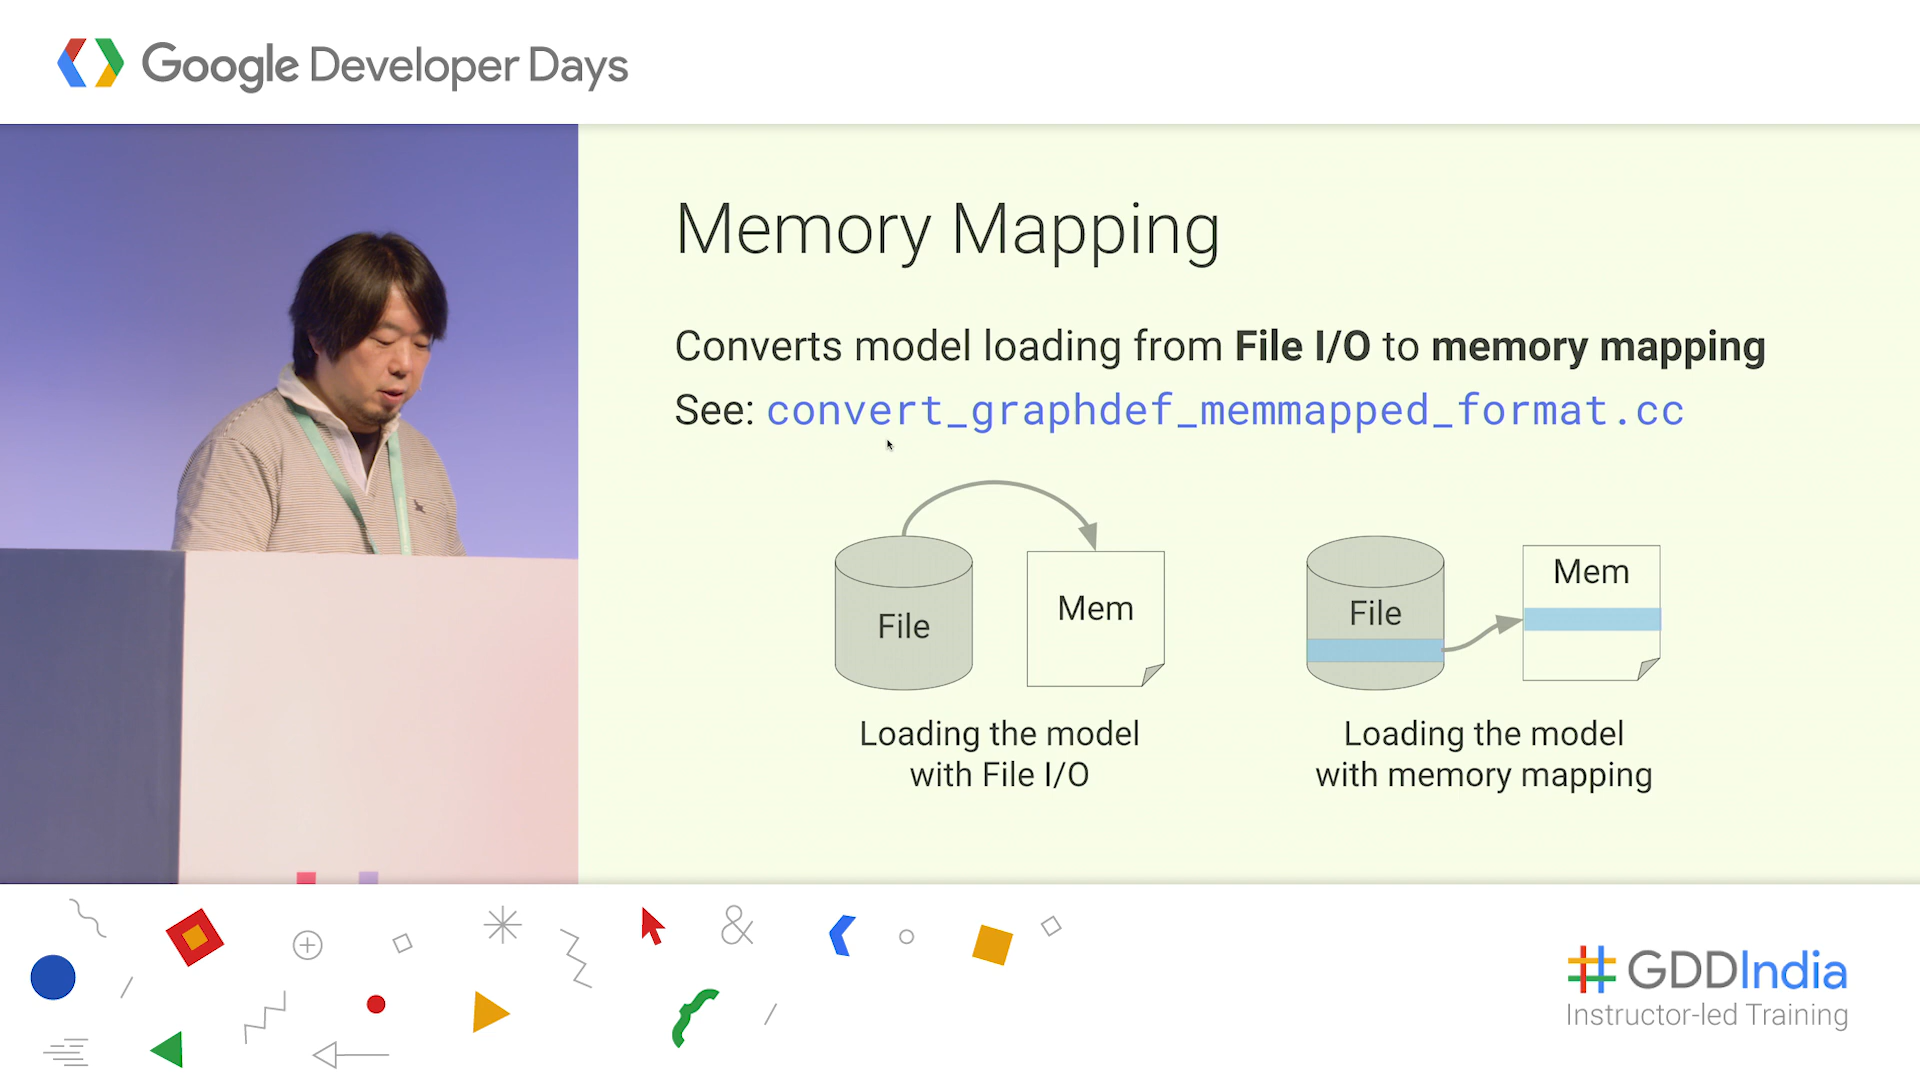 Google Developer Days
Memory Mapping
Converts model loading from File I/O to memory mapping
See: convert_graphdef_memmapped_format.cc
File
Mem
File
Mem
Loading the model
with File I/O
Loading the model
with memory mapping
&
#GDDIndia
Instructor-led Training